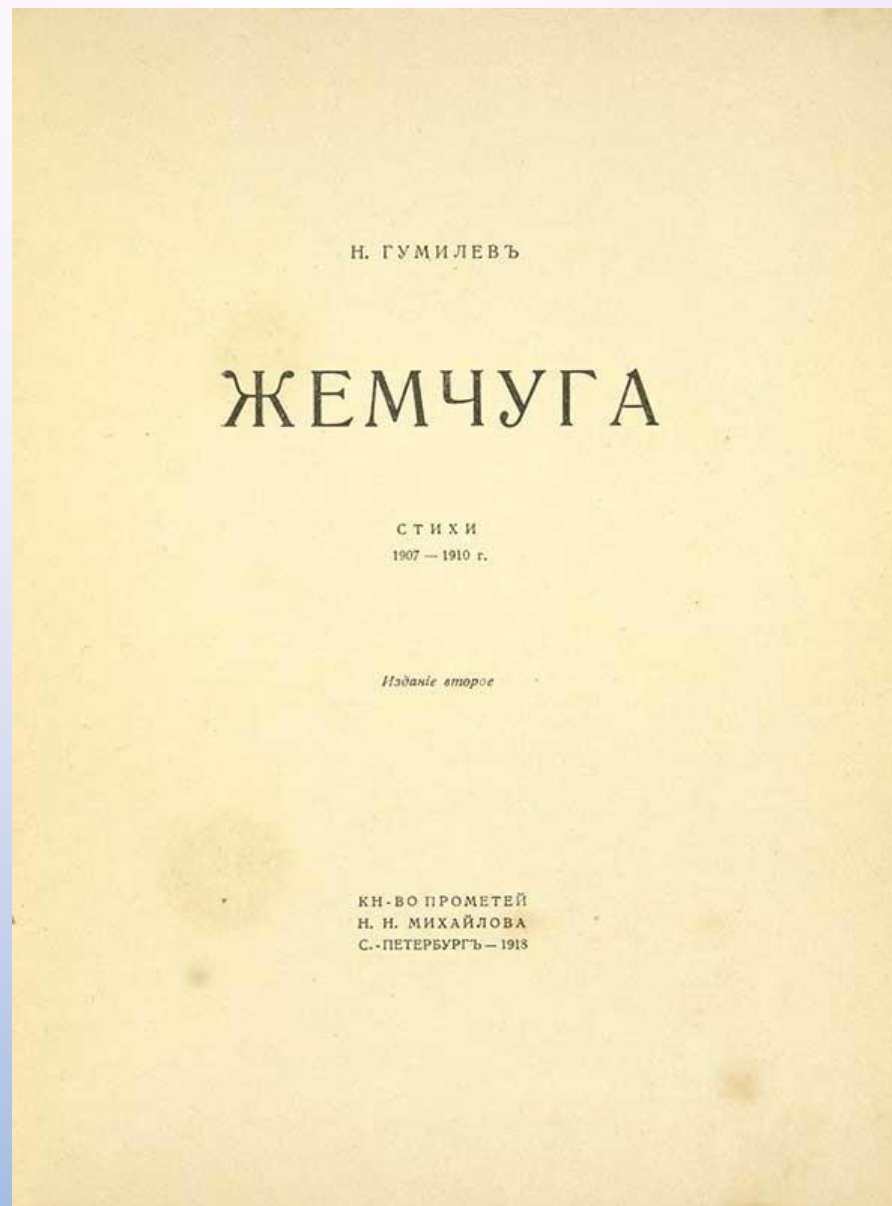 Н. ГУМИЛЕВЪ
ЖЕМЧУГА
СТИХИ
1907 — 1910 г.
Изданіе второе
КН-ВО ПРОМЕТЕЙ
Н. Н. МИХАЙЛОВА
С.-ПЕТЕРБУРГЪ — 1918